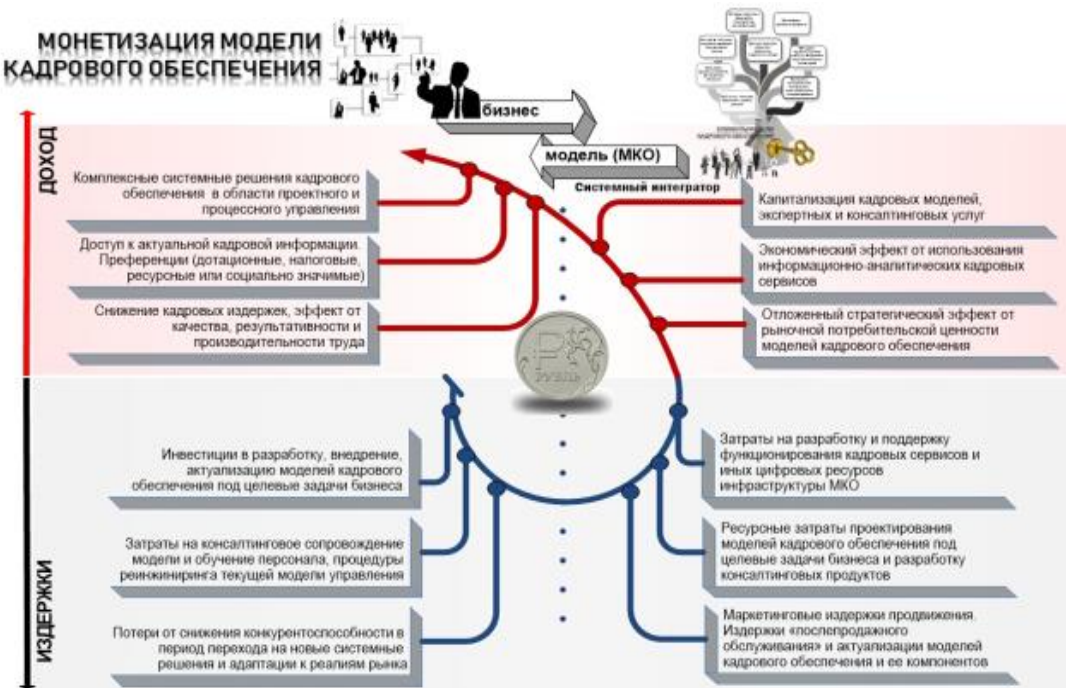 МОНЕТИЗАЦИЯ МОДЕЛИ
КАДРОВОГО ОБЕСПЕЧЕНИЯ
бизнес
модель (МКО)
Системный интегратор
ДОХОД
Комплексные системные решения кадрового
обеспечения в области проектного и
процессного управления
Доступ к актуальной кадровой информации.
Преференции (дотационные, налоговые,
ресурсные или социально значимые)
Снижение кадровых издержек, эффект от
качества, результативности и
производительности труда
Капитализация кадровых моделей,
экспертных и консалтинговых услуг
Экономический эффект от использования
информационно-аналитических кадровых
сервисов
Отложенный стратегический эффект от
рыночной потребительской ценности
моделей кадрового обеспечения
РУБЛЬ
ИЗДЕРЖКИ
Инвестиции в разработку, внедрение,
актуализацию моделей кадрового
обеспечения под целевые задачи бизнеса
Затраты на консалтинговое сопровождение
модели и обучение персонала, процедуры
реинжиниринга текущей модели управления
Потери от снижения конкурентоспособности в
период перехода на новые системные
решения и адаптации к реалиям рынка
Затраты на разработку и поддержку
функционирования кадровых сервисов и
иных цифровых ресурсов
инфраструктуры МКО
Ресурсные затраты проектирования
моделей кадрового обеспечения под
целевые задачи бизнеса и разработку
консалтинговых продуктов
Маркетинговые издержки продвижения.
Издержки «послепродажного
обслуживания» и актуализации моделей
кадрового обеспечения и ее компонентов